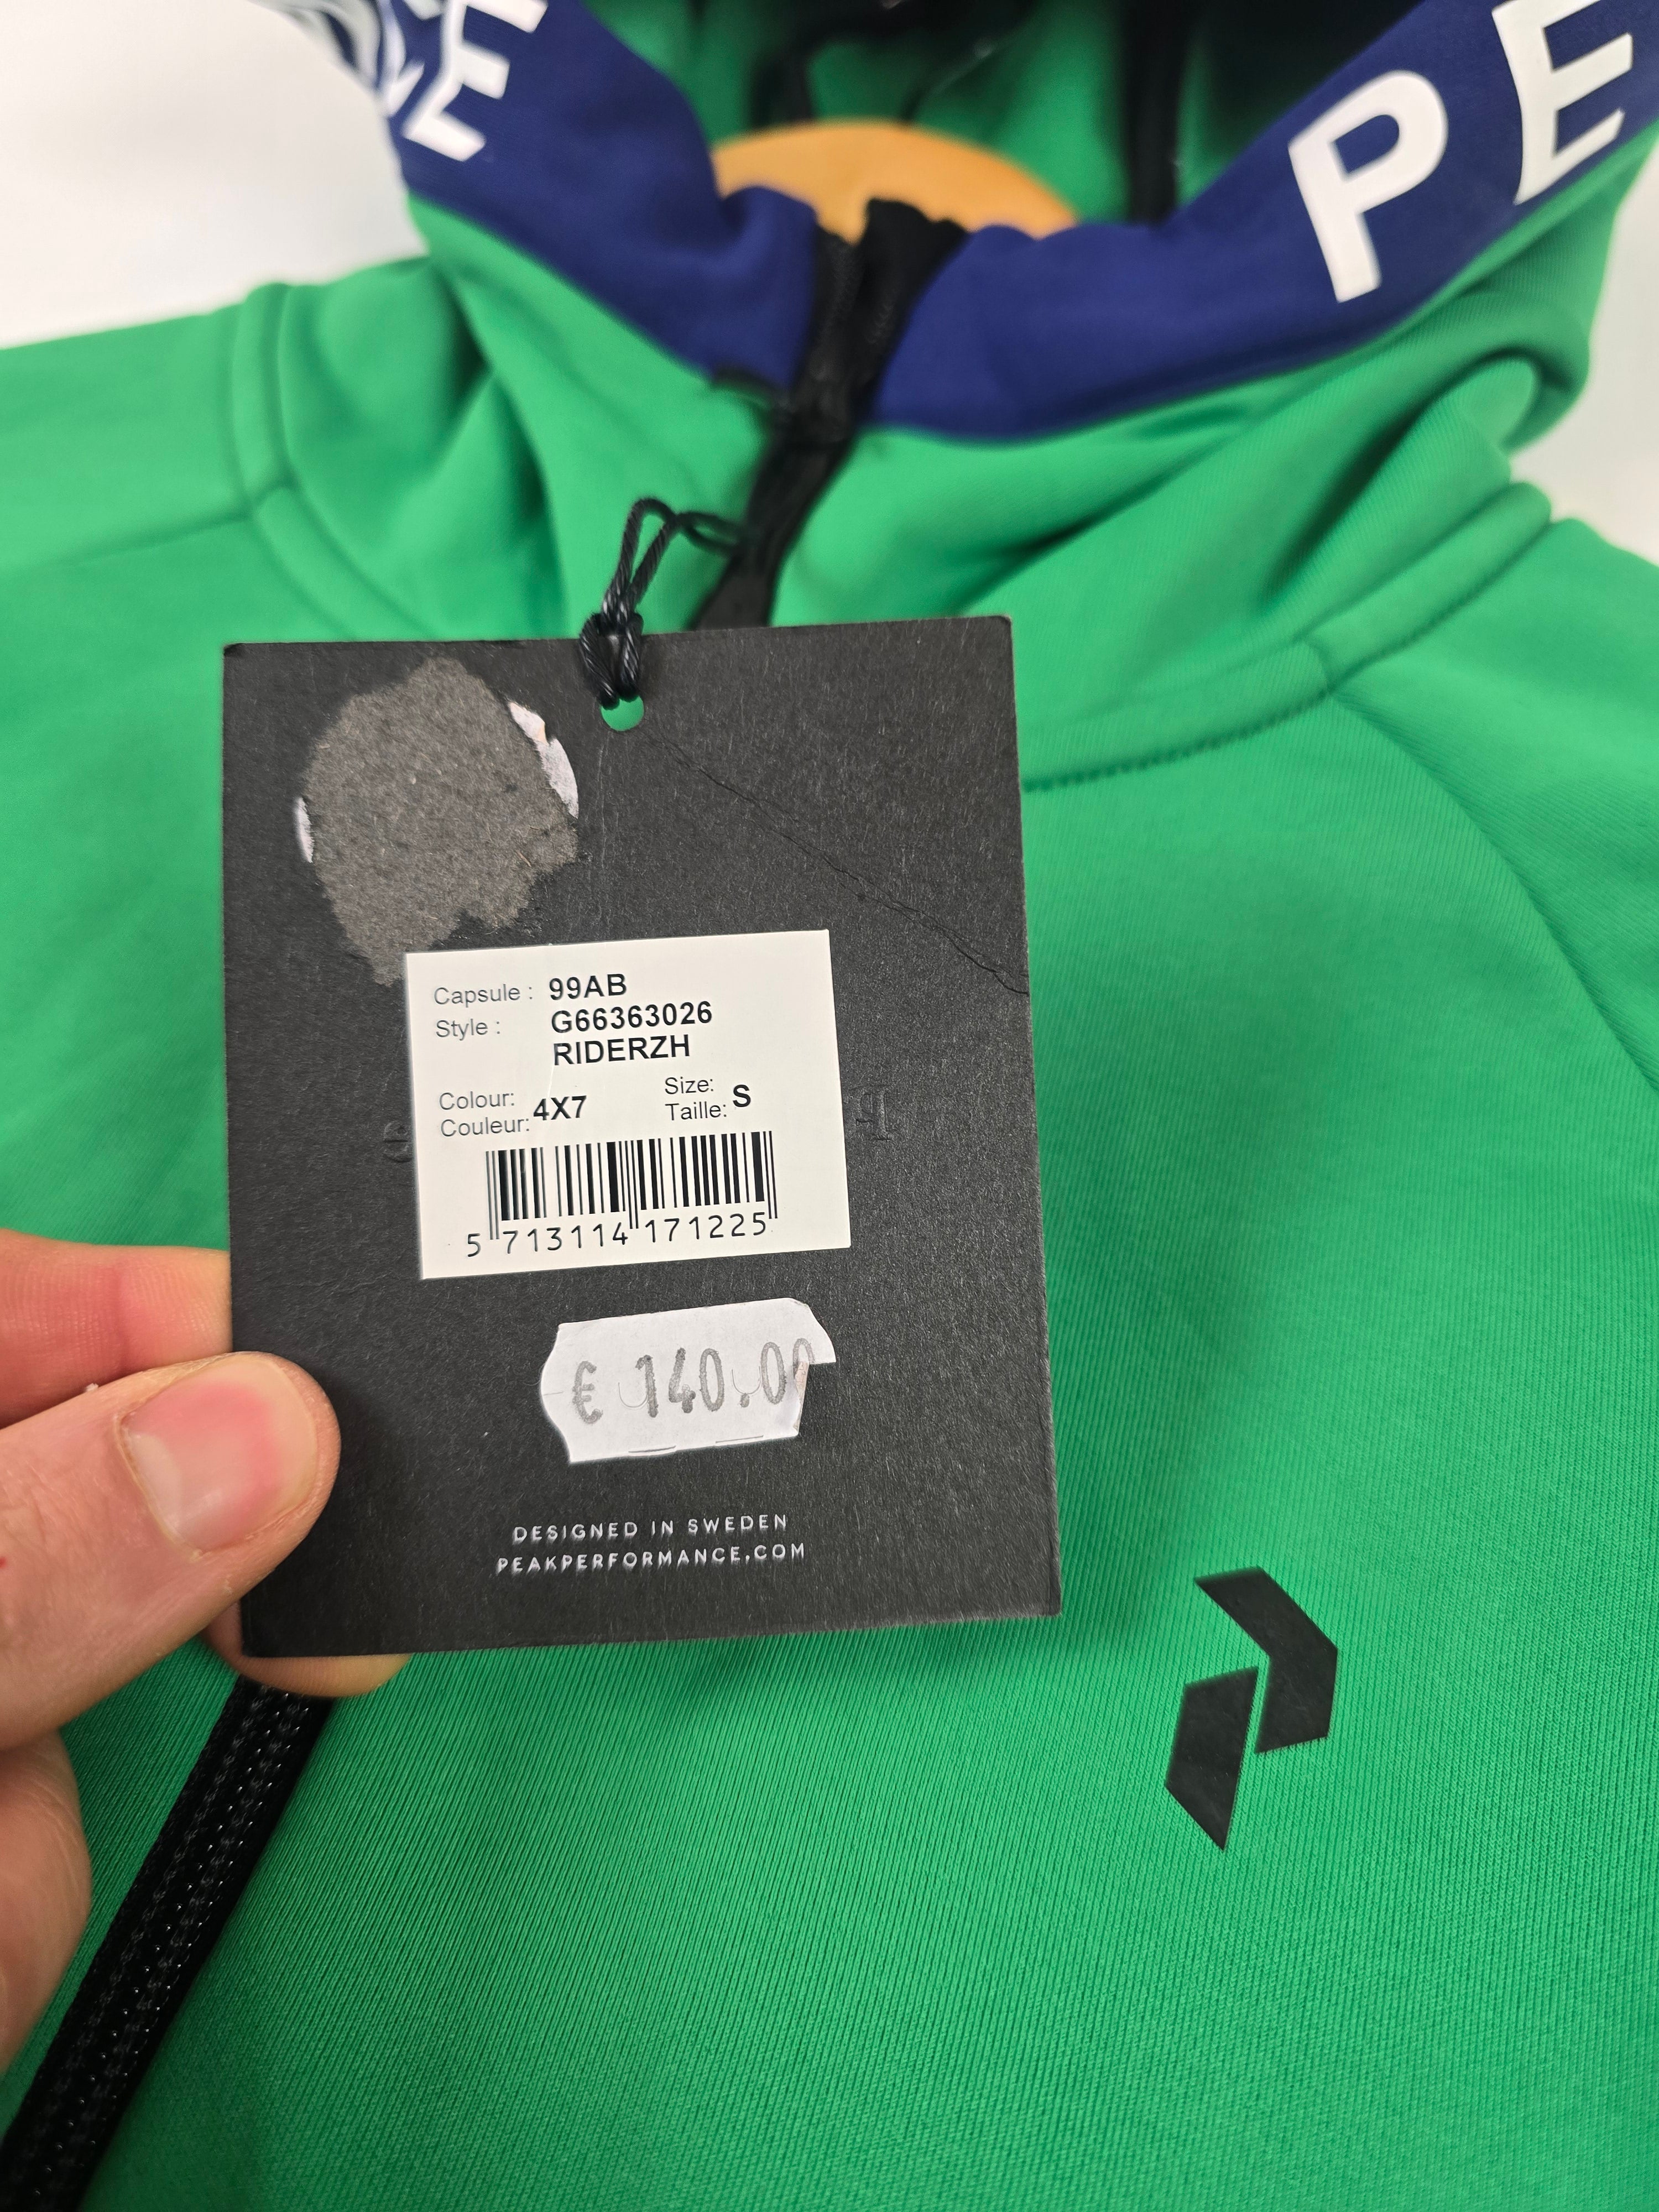 CE
PE
Capsule : 99AB
Style : G66363026
RIDERZH
Colour: 4X7 Size: S
Couleur: Taille:
5 713114 171225
€ 140.00
DESIGNED IN SWEDEN
PEAKPERFORMANCE.COM